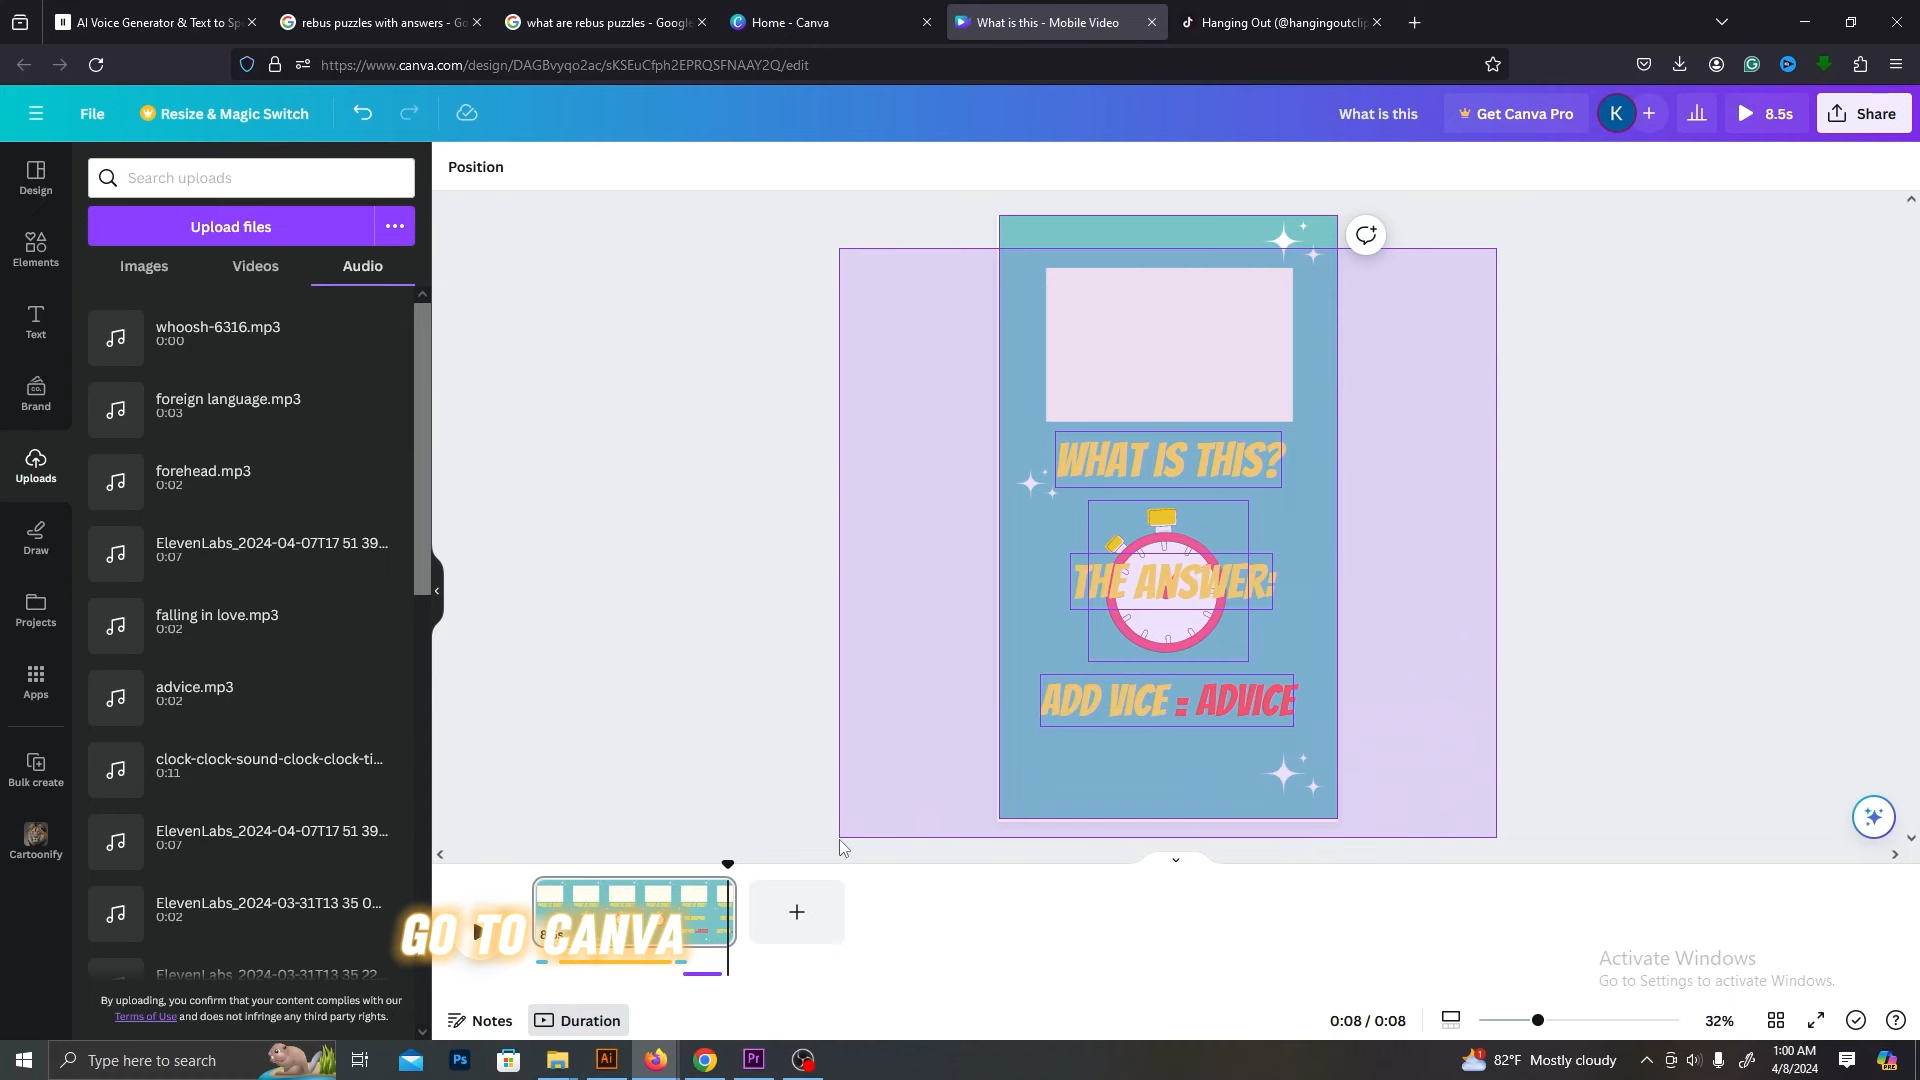 AI Voice Generator & Text to Sp
rebus puzzles with answers - Go
what are rebus puzzles - Google
Home - Canva
What is this - Mobile Video
Hanging Out (@hangingoutclip
https://www.canva.com/design/DAGBvyqo2ac/sKSEuCfph2EPRQSFNAAY2Q/edit
File
Resize & Magic Switch
What is this
Get Canva Pro
K
8.5s
Share
Design
Elements
Text
Brand
Uploads
Draw
Projects
Apps
Bulk create
Cartoonify
Search uploads
Upload files
Images
Videos
Audio
whoosh-6316.mp3
0:00
foreign language.mp3
0:03
forehead.mp3
0:02
ElevenLabs_2024-04-07T17 51 39...
0:07
falling in love.mp3
0:02
advice.mp3
0:02
clock-clock-sound-clock-clock-ti...
0:11
ElevenLabs_2024-04-07T17 51 39...
0:07
ElevenLabs_2024-03-31T13 35 0...
0:02
ElevenLabs_2024-03-31T13 35 22
By uploading, you confirm that your content complies with our
Terms of Use and does not infringe any third party rights.
Position
WHAT IS THIS?
THE ANSWER:
ADD VICE = ADVICE
GO TO CANVA
Activate Windows
Go to Settings to activate Windows.
Notes
Duration
0:08 / 0:08
32%
Type here to search
Ps
Ai
Pr
82°F Mostly cloudy
1:00 AM
4/8/2024